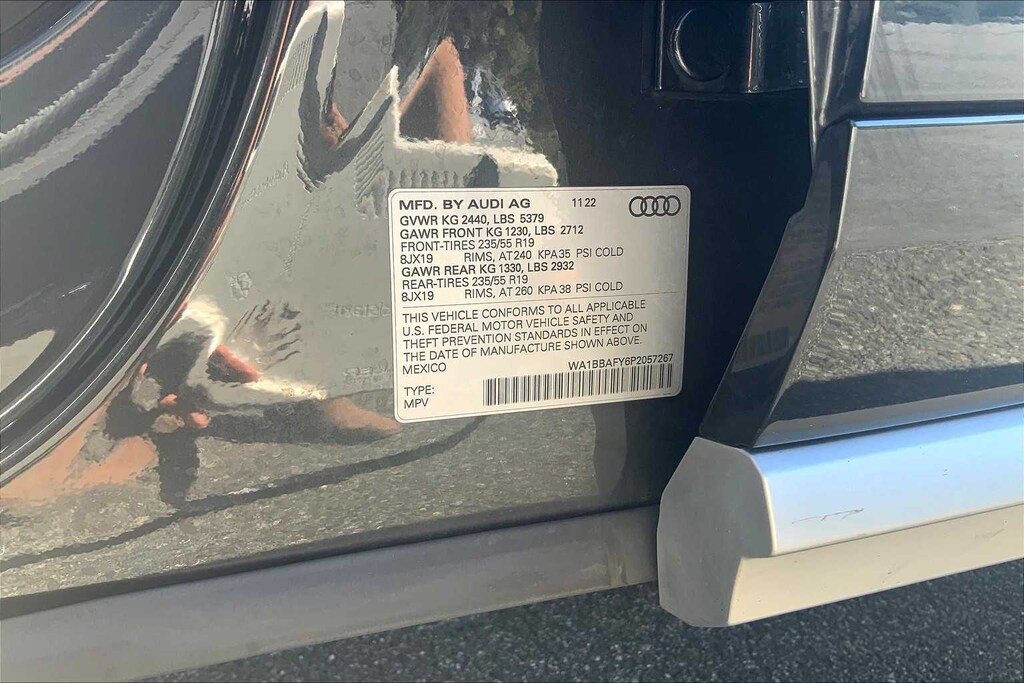 MFD. BY AUDI AG 11 22
GVWR KG 2440, LBS 5379
GAWR FRONT KG 1230, LBS 2712
FRONT-TIRES 235/55 R19
8JX19 RIMS, AT 240 KPA 35 PSI COLD
GAWR REAR KG 1330, LBS 2932
REAR-TIRES 235/55 R19
8JX19 RIMS, AT 260 KPA 38 PSI COLD
THIS VEHICLE CONFORMS TO ALL APPLICABLE
U.S. FEDERAL MOTOR VEHICLE SAFETY AND
THEFT PREVENTION STANDARDS IN EFFECT ON
THE DATE OF MANUFACTURE SHOWN ABOVE.
MEXICO WA1BBAFY6P2057267
TYPE:
MPV